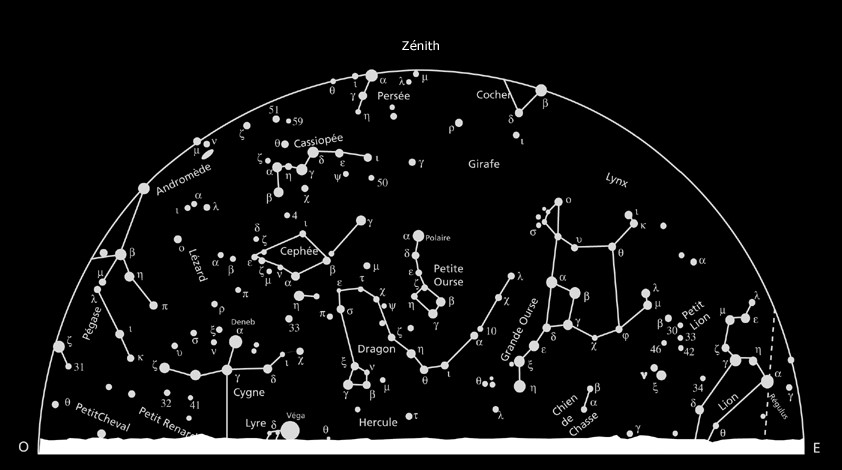 Zénith
θ ι α λ μ
γ Persée Cocher β
η δ
51
59 ζ ρ ι
ν μ θ Cassiopée
Andromède ζ α η γ δ ε ι γ Girafe
ψ 50 Lynx
β χ
α ι λ
4 γ ο ι
δ ι σ κ
ο ζ Cephée α Polaire υ θ
β Lézard α β ε β δ α
ζ μ ν α μ ε Petite
μ η π ζ Ourse α λ
λ π η ε τ χ η β β λ
ρ ψ γ χ μ
Pégase 33 π σ Petit
ι Deneb ζ 10 Grande Ourse δ γ Lion
ξ α α β 30 μ ε λ
σ ν 33
ζ υ χ Dragon η ε χ φ 46 42 ζ
κ ζ ι ξ ν θ ι ξ ν γ η α
31 γ δ γ β μ θ η ξ 34 γ
Cygne β Régulus
32 41 Chien Lion
θ PetitCheval Petit Renard τ λ α de δ
Lyre δ Véga θ Hercule Chasse γ θ
O E